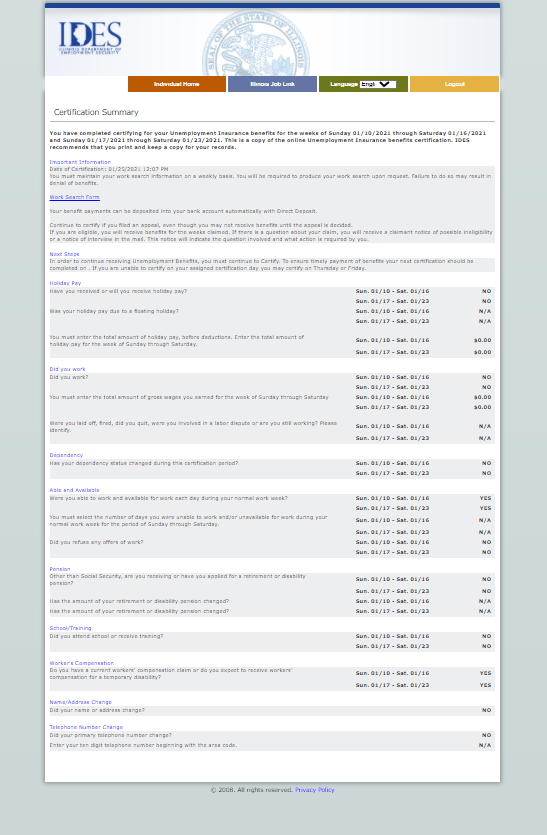 IDES
ILLINOIS DEPARTMENT OF
EMPLOYMENT SECURITY
SEAL OF THE STATE OF ILLINOIS
Individual Home
Illinois Job Link
Language Engli
Logout
Certification Summary
You have completed certifying for your Unemployment Insurance benefits for the weeks of Sunday 01/10/2021 through Saturday 01/16/2021
and Sunday 01/17/2021 through Saturday 01/23/2021. This is a copy of the online Unemployment Insurance benefits certification. IDES
recommends that you print and keep a copy for your records.
Important Information
Date of Certification: 01/25/2021 12:07 PM
You must maintain your work search information on a weekly basis. You will be required to produce your work search upon request. Failure to do so may result in
denial of benefits.
Work Search Form
Your benefit payments can be deposited into your bank account automatically with Direct Deposit.
Continue to certify if you filed an appeal, even though you may not receive benefits until the appeal is decided.
If you are eligible, you will receive benefits for the weeks claimed. If there is a question about your claim, you will receive a claimant notice of possible ineligibility
or a notice of interview in the mail. This notice will indicate the question involved and what action is required by you.
Next Steps
In order to continue receiving Unemployment Benefits, you must continue to Certify. To ensure timely payment of benefits your next certification should be
completed on . If you are unable to certify on your assigned certification day you may certify on Thursday or Friday.
Holiday Pay
Have you received or will you receive holiday pay? Sun. 01/10 - Sat. 01/16 NO
Sun. 01/17 - Sat. 01/23 NO
Was your holiday pay due to a floating holiday? Sun. 01/10 - Sat. 01/16 N/A
Sun. 01/17 - Sat. 01/23 N/A
You must enter the total amount of holiday pay, before deductions. Enter the total amount of
holiday pay for the week of Sunday through Saturday. Sun. 01/10 - Sat. 01/16 $0.00
Sun. 01/17 - Sat. 01/23 $0.00
Did you work
Did you work? Sun. 01/10 - Sat. 01/16 NO
Sun. 01/17 - Sat. 01/23 NO
You must enter the total amount of gross wages you earned for the week of Sunday through Saturday Sun. 01/10 - Sat. 01/16 $0.00
Sun. 01/17 - Sat. 01/23 $0.00
Were you laid off, fired, did you quit, were you involved in a labor dispute or are you still working? Please
identify. Sun. 01/10 - Sat. 01/16 N/A
Sun. 01/17 - Sat. 01/23 N/A
Dependency
Has your dependency status changed during this certification period? Sun. 01/10 - Sat. 01/16 NO
Sun. 01/17 - Sat. 01/23 NO
Able and Available
Were you able to work and available for work each day during your normal work week? Sun. 01/10 - Sat. 01/16 YES
Sun. 01/17 - Sat. 01/23 YES
You must select the number of days you were unable to work and/or unavailable for work during your
normal work week for the period of Sunday through Saturday. Sun. 01/10 - Sat. 01/16 N/A
Sun. 01/17 - Sat. 01/23 N/A
Did you refuse any offers of work? Sun. 01/10 - Sat. 01/16 NO
Sun. 01/17 - Sat. 01/23 NO
Pension
Other than Social Security, are you receiving or have you applied for a retirement or disability
pension? Sun. 01/10 - Sat. 01/16 NO
Sun. 01/17 - Sat. 01/23 NO
Has the amount of your retirement or disability pension changed? Sun. 01/10 - Sat. 01/16 N/A
Has the amount of your retirement or disability pension changed? Sun. 01/17 - Sat. 01/23 N/A
School/Training
Did you attend school or receive training? Sun. 01/10 - Sat. 01/16 NO
Sun. 01/17 - Sat. 01/23 NO
Worker's Compensation
Do you have a current workers' compensation claim or do you expect to receive workers'
compensation for a temporary disability? Sun. 01/10 - Sat. 01/16 YES
Sun. 01/17 - Sat. 01/23 YES
Name/Address Change
Did your name or address change? NO
Telephone Number Change
Did your primary telephone number change? NO
Enter your ten digit telephone number beginning with the area code. N/A
© 2008. All rights reserved. Privacy Policy